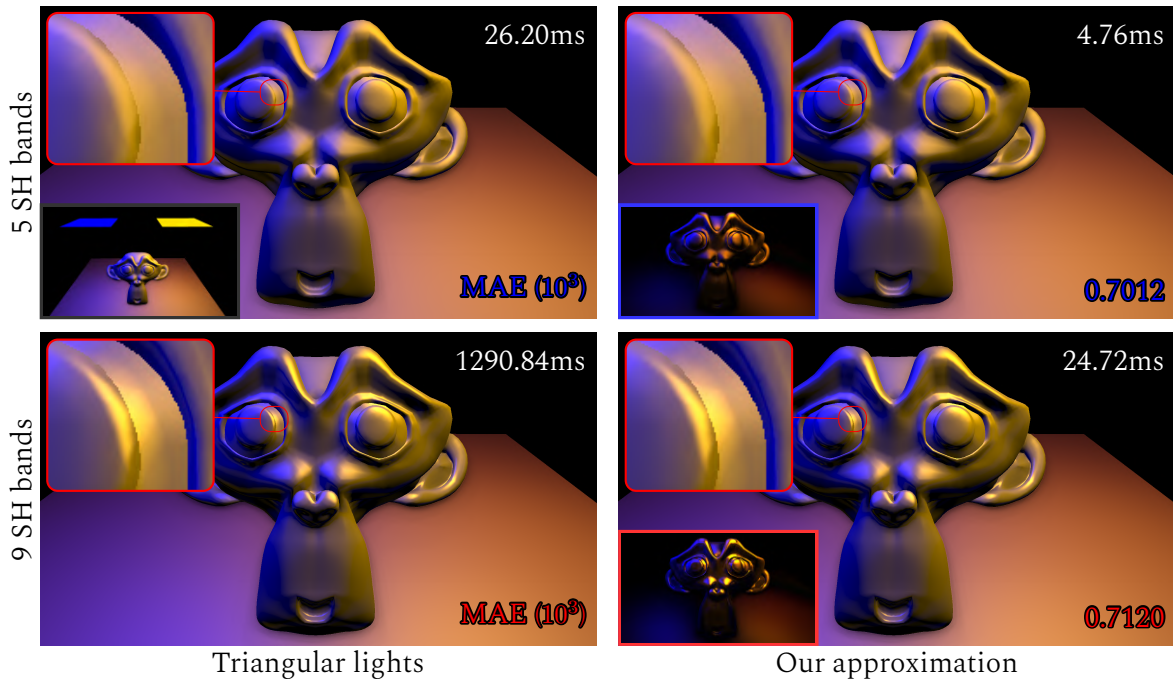 5 SH bands
26.20ms
MAE (10³)
4.76ms
0.7012
9 SH bands
1290.84ms
MAE (10³)
24.72ms
0.7120
Triangular lights
Our approximation